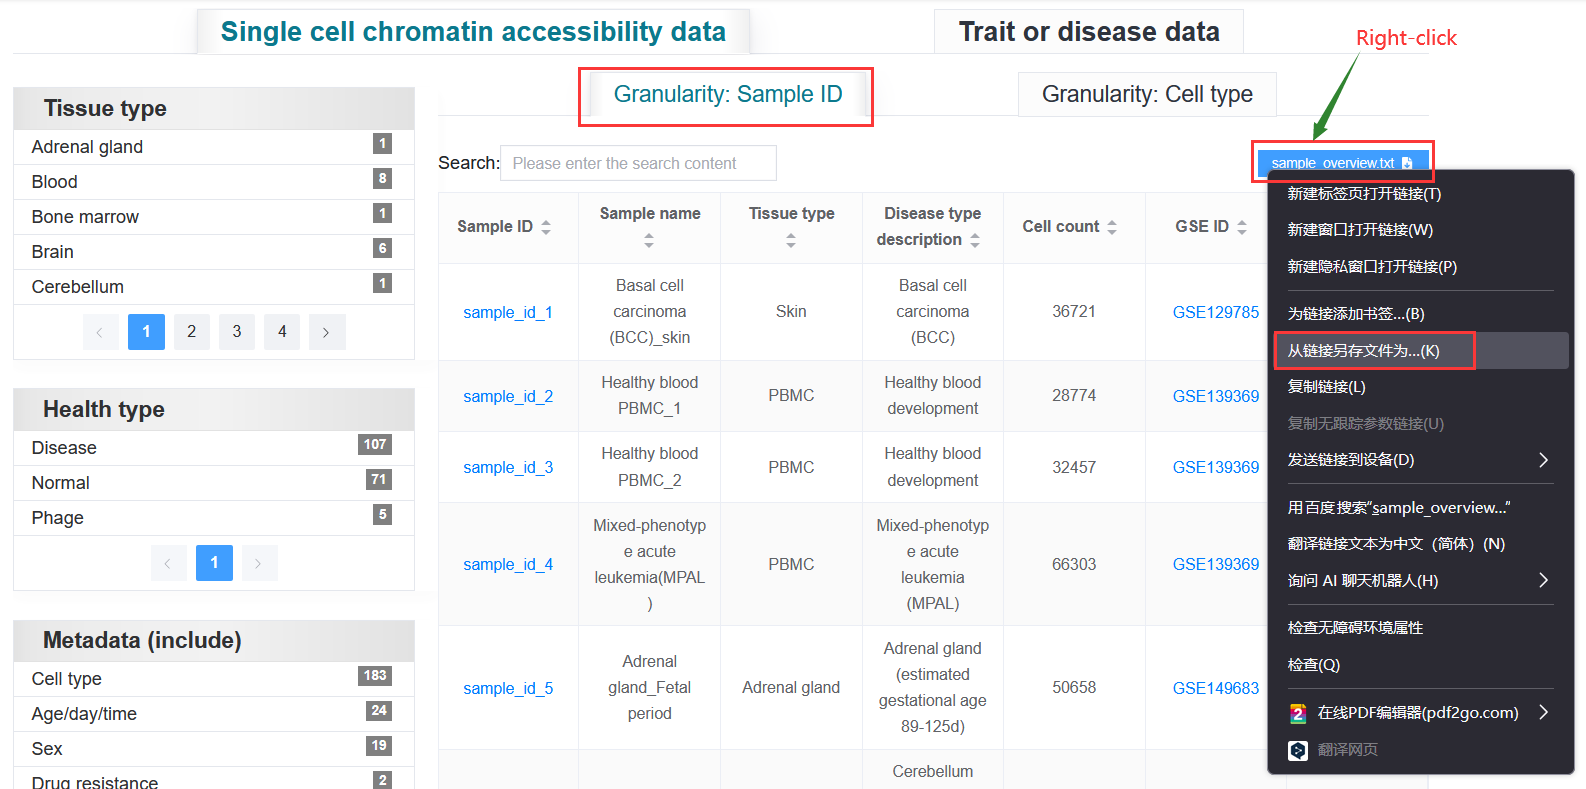 Single cell chromatin accessibility data
Trait or disease data
Right-click
Tissue type
Adrenal gland 1
Blood 8
Bone marrow 1
Brain 6
Cerebellum 1
1 2 3 4
Health type
Disease 107
Normal 71
Phage 5
1
Metadata (include)
Cell type 183
Age/day/time 24
Sex 19
Drug resistance 2
Granularity: Sample ID
Granularity: Cell type
Search: Please enter the search content
sample_overview.txt
Sample ID
Sample name
Tissue type
Disease type
description
Cell count
GSE ID
sample_id_1
Basal cell
carcinoma
(BCC)_skin
Skin
Basal cell
carcinoma
(BCC)
36721
GSE129785
sample_id_2
Healthy blood
PBMC_1
PBMC
Healthy blood
development
28774
GSE139369
sample_id_3
Healthy blood
PBMC_2
PBMC
Healthy blood
development
32457
GSE139369
sample_id_4
Mixed-phenotyp
e acute
leukemia(MPAL
)
PBMC
Mixed-phenotyp
e acute
leukemia
(MPAL)
66303
GSE139369
sample_id_5
Adrenal
gland_Fetal
period
Adrenal gland
Adrenal gland
(estimated
gestational age
89-125d)
50658
GSE149683
Cerebellum
新建标签页打开链接(T)
新建窗口打开链接(W)
新建隐私窗口打开链接(P)
为链接添加书签...(B)
从链接另存文件为...(K)
复制链接(L)
复制无跟踪参数链接(U)
发送链接到设备(D)
用百度搜索“sample_overview...”
翻译链接文本为中文（简体）(N)
询问 AI 聊天机器人(H)
检查无障碍环境属性
检查(Q)
2 在线PDF编辑器(pdf2go.com)
翻译网页